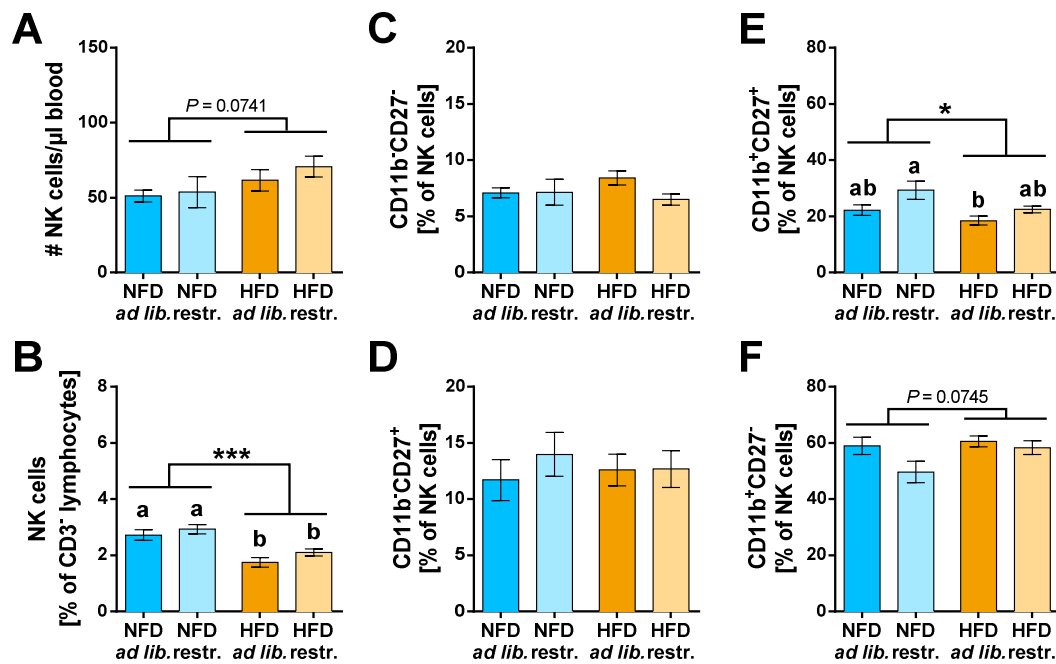 A
# NK cells/µl blood
150
100
50
0
P = 0.0741
NFD NFD HFD HFD
ad lib. restr. ad lib. restr.
B
NK cells
[% of CD3- lymphocytes]
8
6
4
2
0
***
a a b b
NFD NFD HFD HFD
ad lib. restr. ad lib. restr.
C
CD11b-CD27-
[% of NK cells]
20
15
10
5
0
NFD NFD HFD HFD
ad lib. restr. ad lib. restr.
D
CD11b-CD27+
[% of NK cells]
20
15
10
5
0
NFD NFD HFD HFD
ad lib. restr. ad lib. restr.
E
CD11b+CD27+
[% of NK cells]
80
60
40
20
0
*
ab a b ab
NFD NFD HFD HFD
ad lib. restr. ad lib. restr.
F
CD11b+CD27-
[% of NK cells]
80
60
40
20
0
P = 0.0745
NFD NFD HFD HFD
ad lib. restr. ad lib. restr.